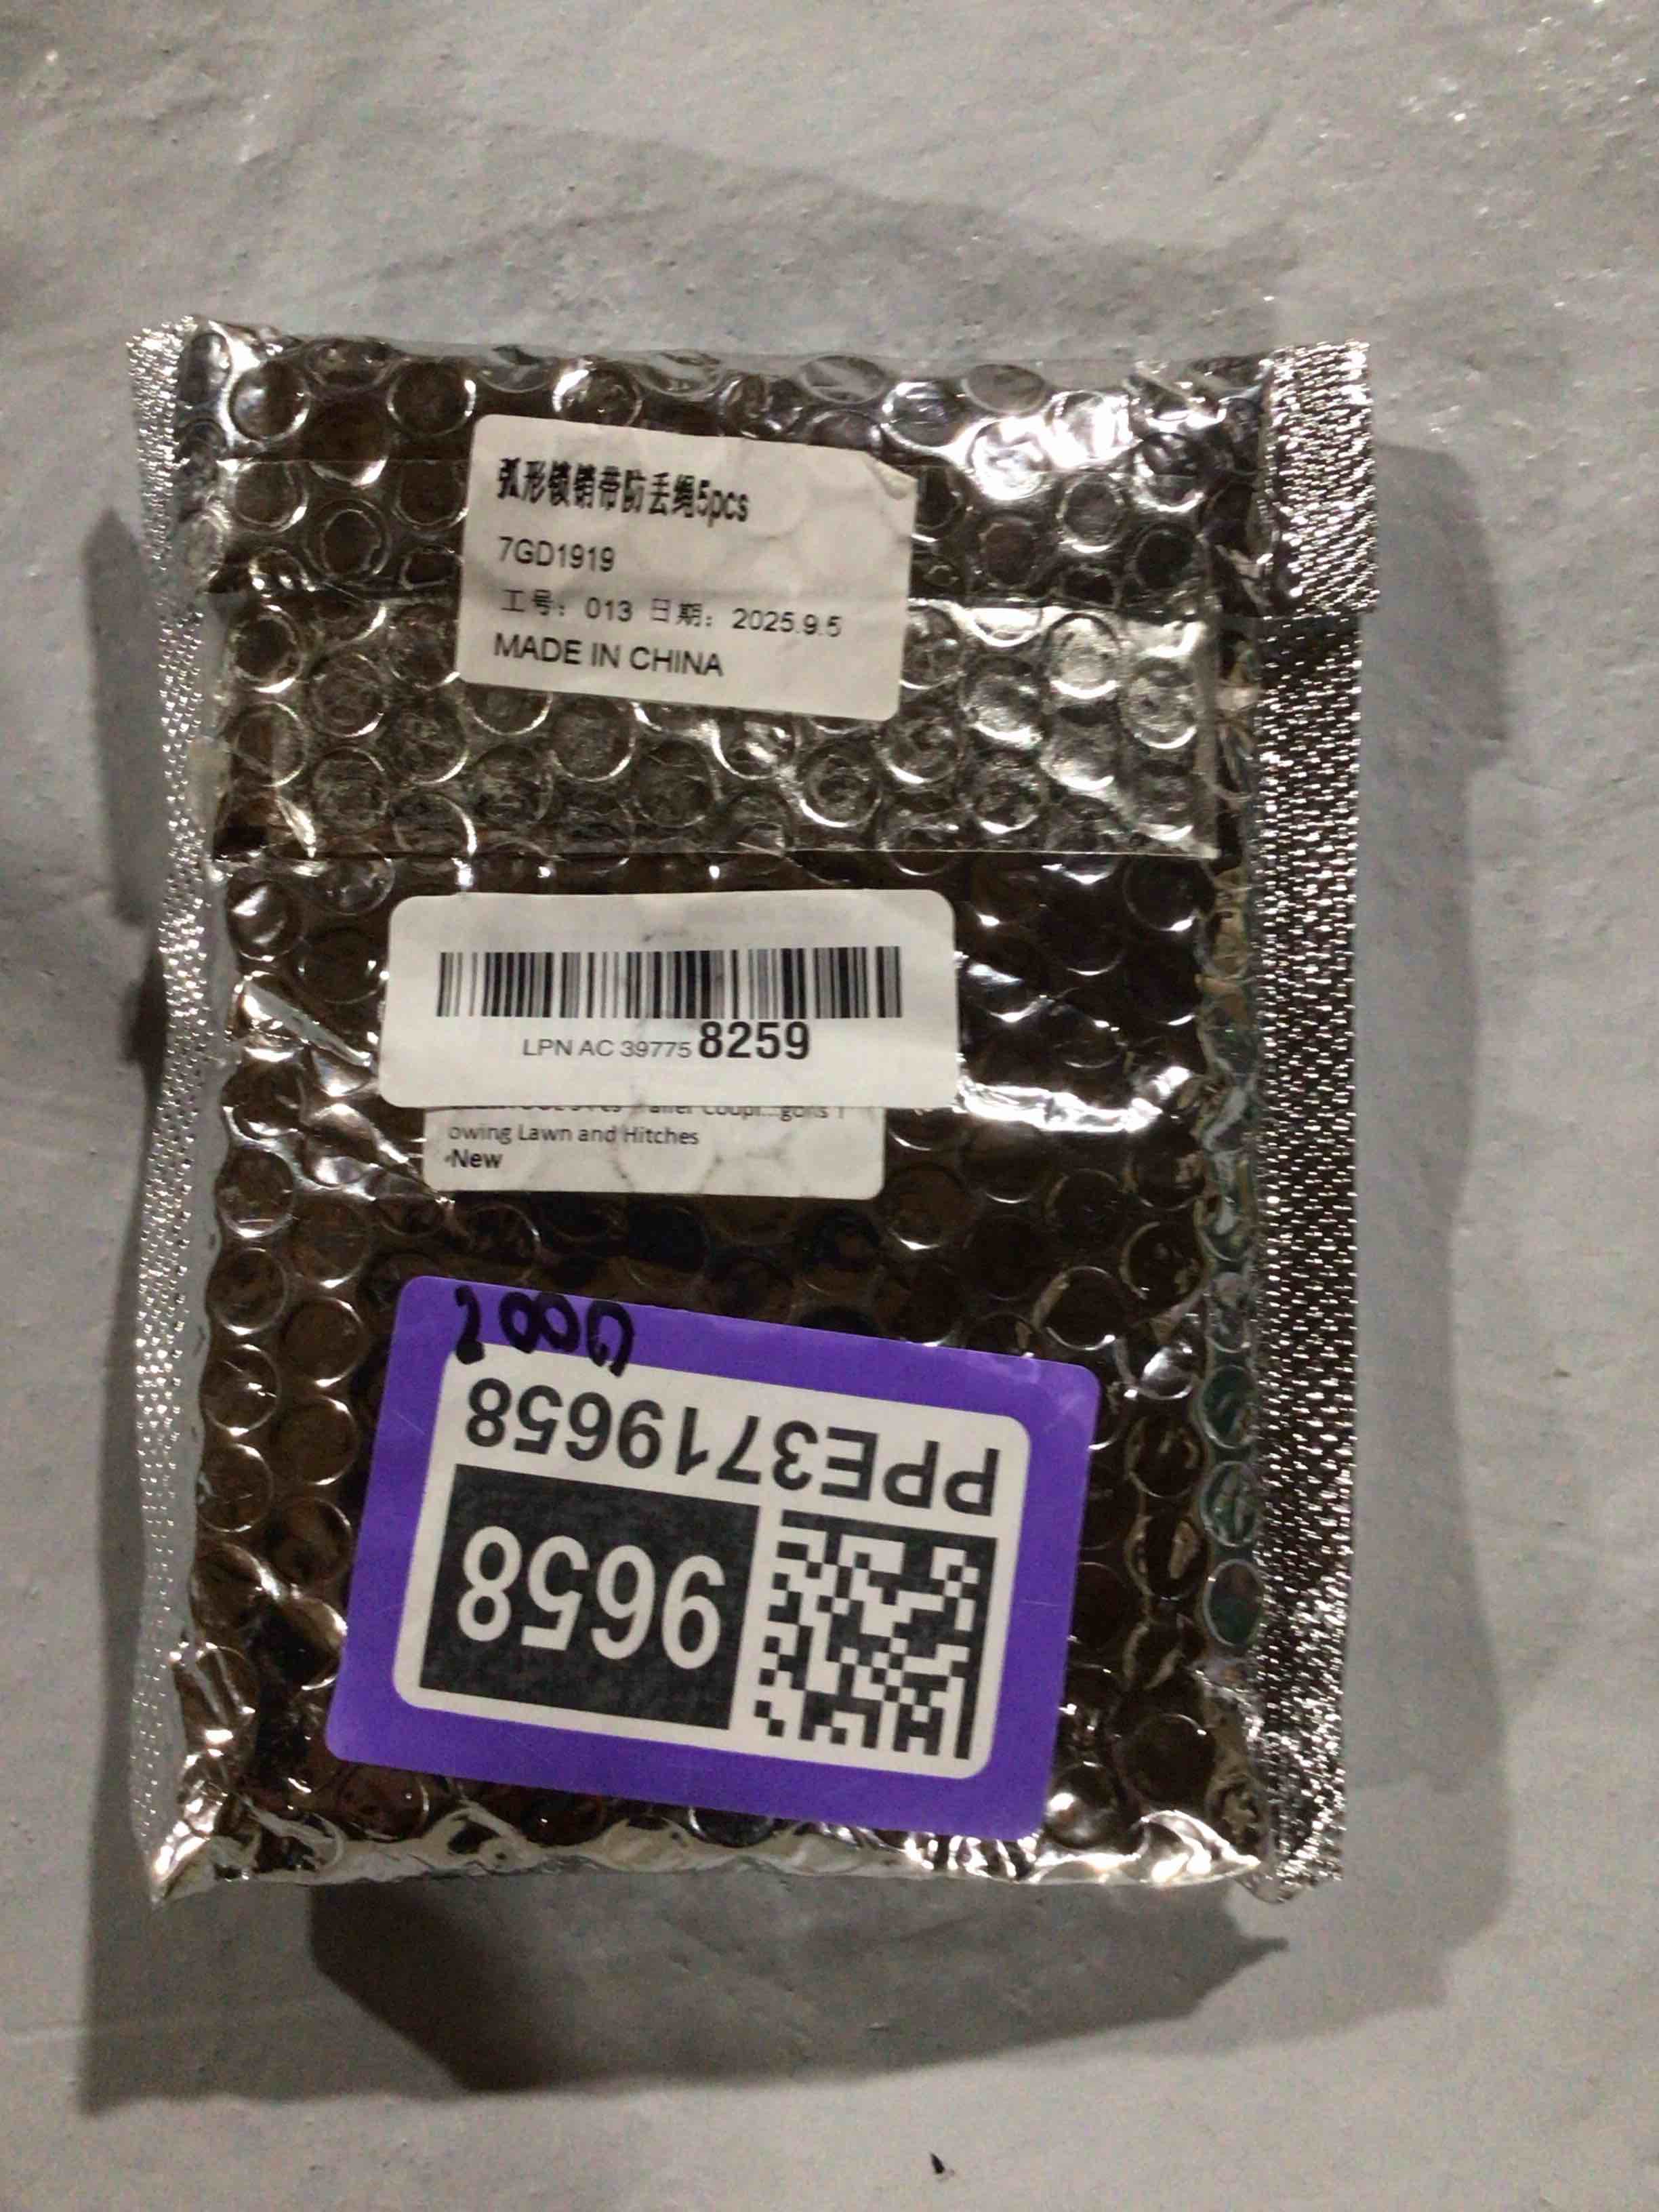 弧形锁销带防丢绳5pcs
7GD1919
工号：013 日期：2025.9.5
MADE IN CHINA
LPN AC 39775 8259
owing Lawn and Hitches
New
PPE3719658
9658